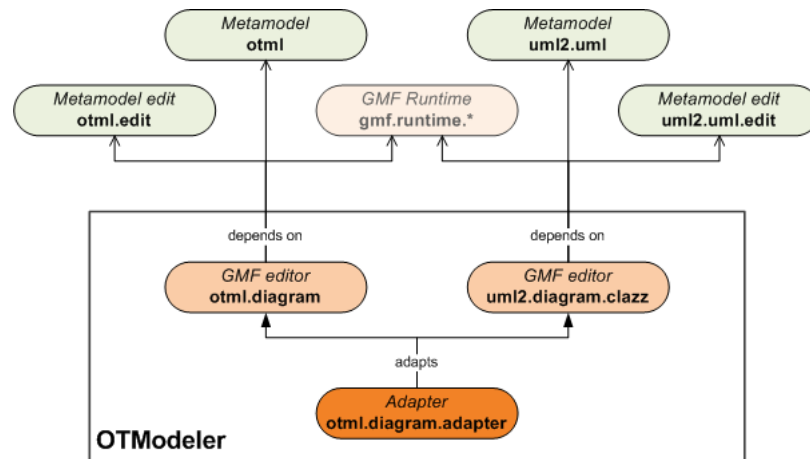 Metamodel
otml
Metamodel
uml2.uml
Metamodel edit
otml.edit
GMF Runtime
gmf.runtime.*
Metamodel edit
uml2.uml.edit
depends on
depends on
GMF editor
otml.diagram
GMF editor
uml2.diagram.clazz
adapts
Adapter
otml.diagram.adapter
OTModeler